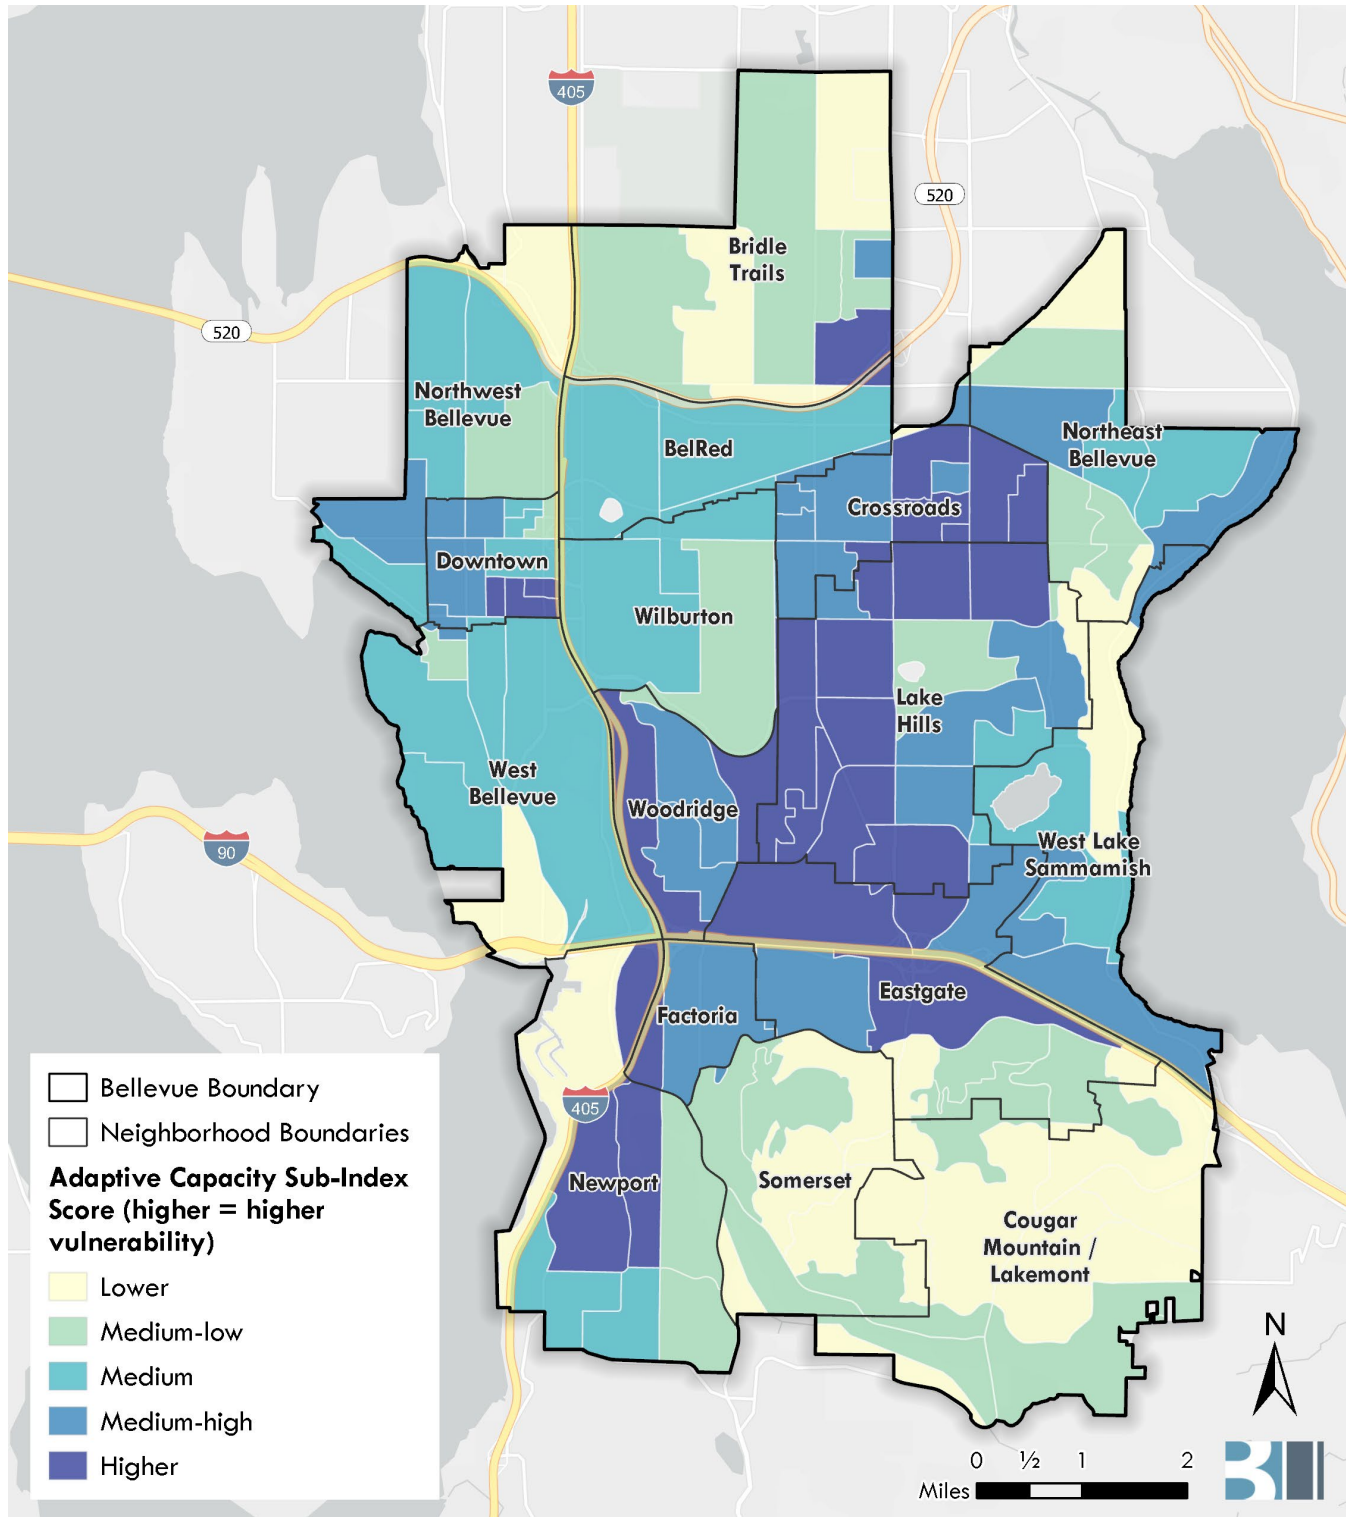 405
520
Bridle
Trails
520
Northwest
Bellevue
BelRed
Northeast
Bellevue
Crossroads
Downtown
Wilburton
Lake
Hills
West
Bellevue
Woodridge
90
West Lake
Sammamish
Eastgate
Factoria
405
Newport
Somerset
Cougar
Mountain /
Lakemont
Bellevue Boundary
Neighborhood Boundaries
Adaptive Capacity Sub-Index
Score (higher = higher
vulnerability)
Lower
Medium-low
Medium
Medium-high
Higher
N
0 ½ 1 2
Miles